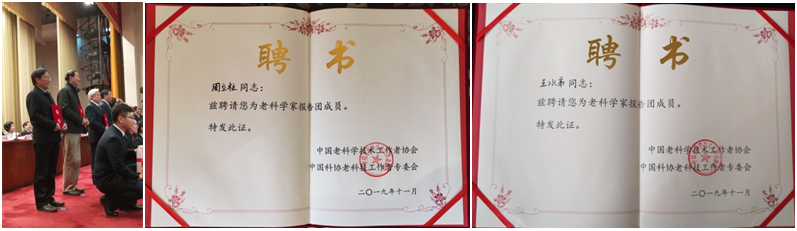 聘书
周立柱同志：
兹聘请您为老科学家报告团成员。
特发此证。
中国老科学技术工作者协会
中国科协老科技工作者专委会
二〇一九年十一月
聘书
王冰弟同志：
兹聘请您为老科学家报告团成员。
特发此证。
中国老科学技术工作者协会
中国科协老科技工作者专委会
二〇一九年十一月